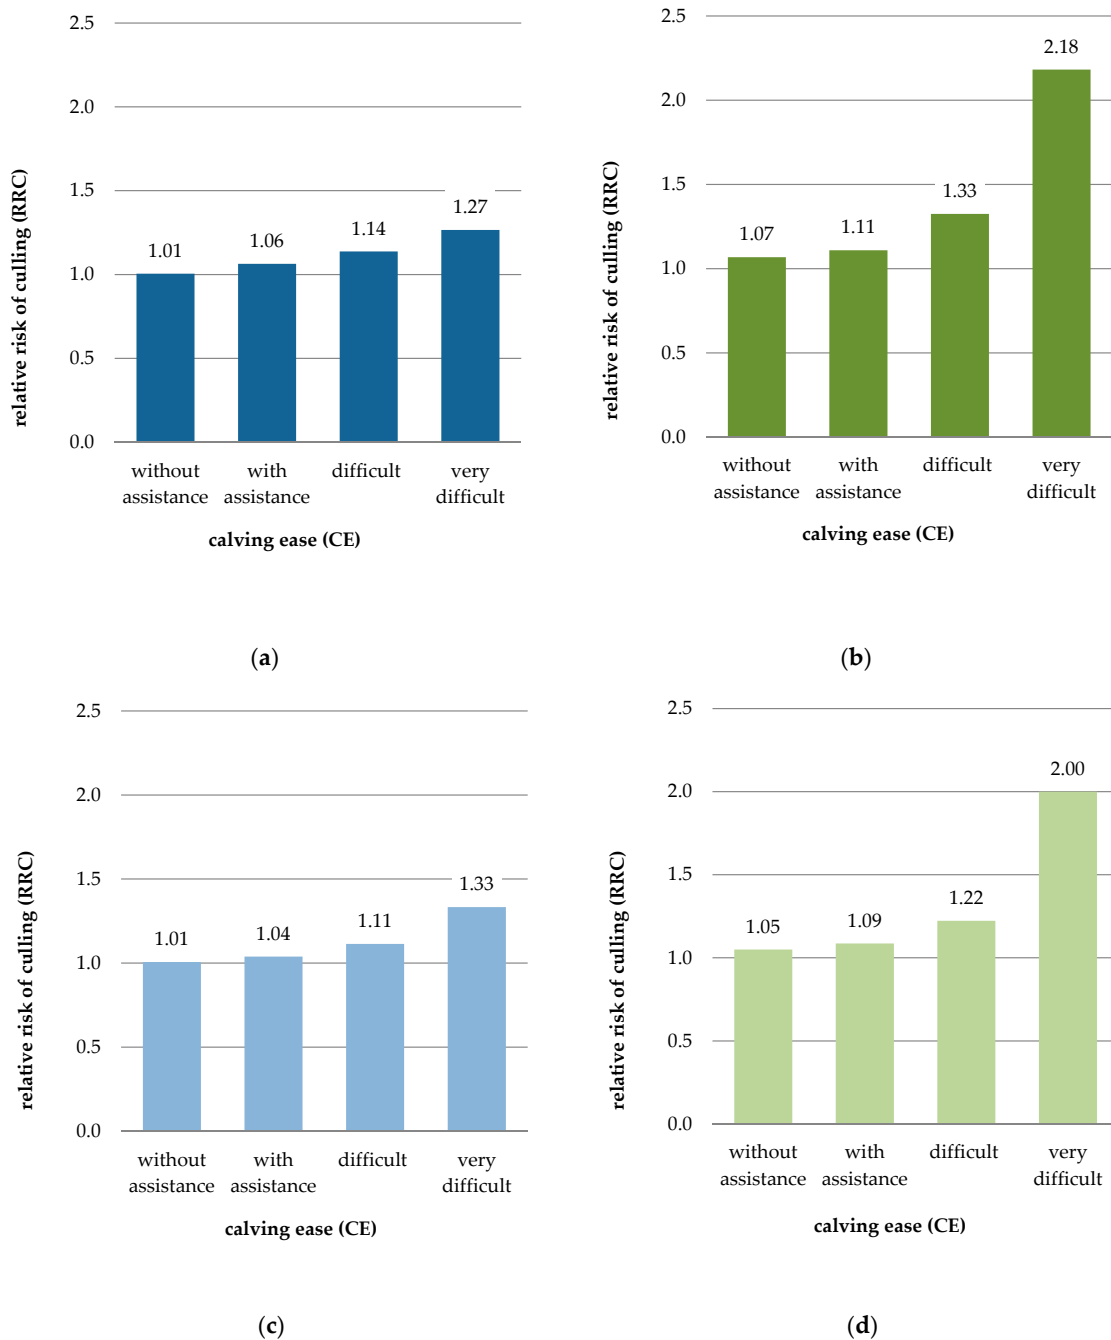 relative risk of culling (RRC)
2.5
2.0
1.5
1.0
0.5
0.0
1.01
1.06
1.14
1.27
without assistance
with assistance
difficult
very difficult
calving ease (CE)
(a)
relative risk of culling (RRC)
2.5
2.0
1.5
1.0
0.5
0.0
1.07
1.11
1.33
2.18
without assistance
with assistance
difficult
very difficult
calving ease (CE)
(b)
relative risk of culling (RRC)
2.5
2.0
1.5
1.0
0.5
0.0
1.01
1.04
1.11
1.33
without assistance
with assistance
difficult
very difficult
calving ease (CE)
(c)
relative risk of culling (RRC)
2.5
2.0
1.5
1.0
0.5
0.0
1.05
1.09
1.22
2.00
without assistance
with assistance
difficult
very difficult
calving ease (CE)
(d)